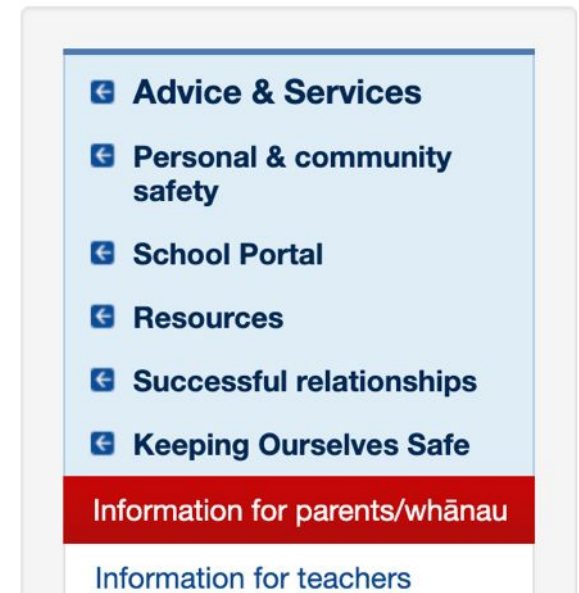 Advice & Services
Personal & community
safety
School Portal
Resources
Successful relationships
Keeping Ourselves Safe
Information for parents/whānau
Information for teachers